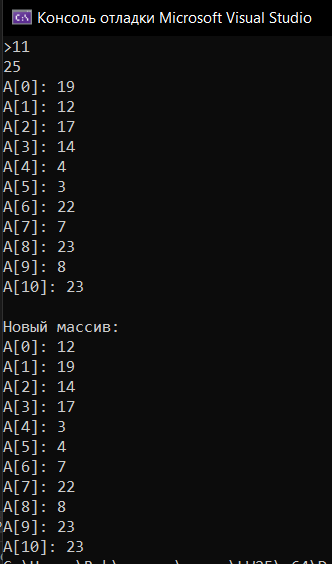 Консоль отладки Microsoft Visual Studio
>11
25
A[0]: 19
A[1]: 12
A[2]: 17
A[3]: 14
A[4]: 4
A[5]: 3
A[6]: 22
A[7]: 7
A[8]: 23
A[9]: 8
A[10]: 23
Новый массив:
A[0]: 12
A[1]: 19
A[2]: 14
A[3]: 17
A[4]: 3
A[5]: 4
A[6]: 7
A[7]: 22
A[8]: 8
A[9]: 23
A[10]: 23